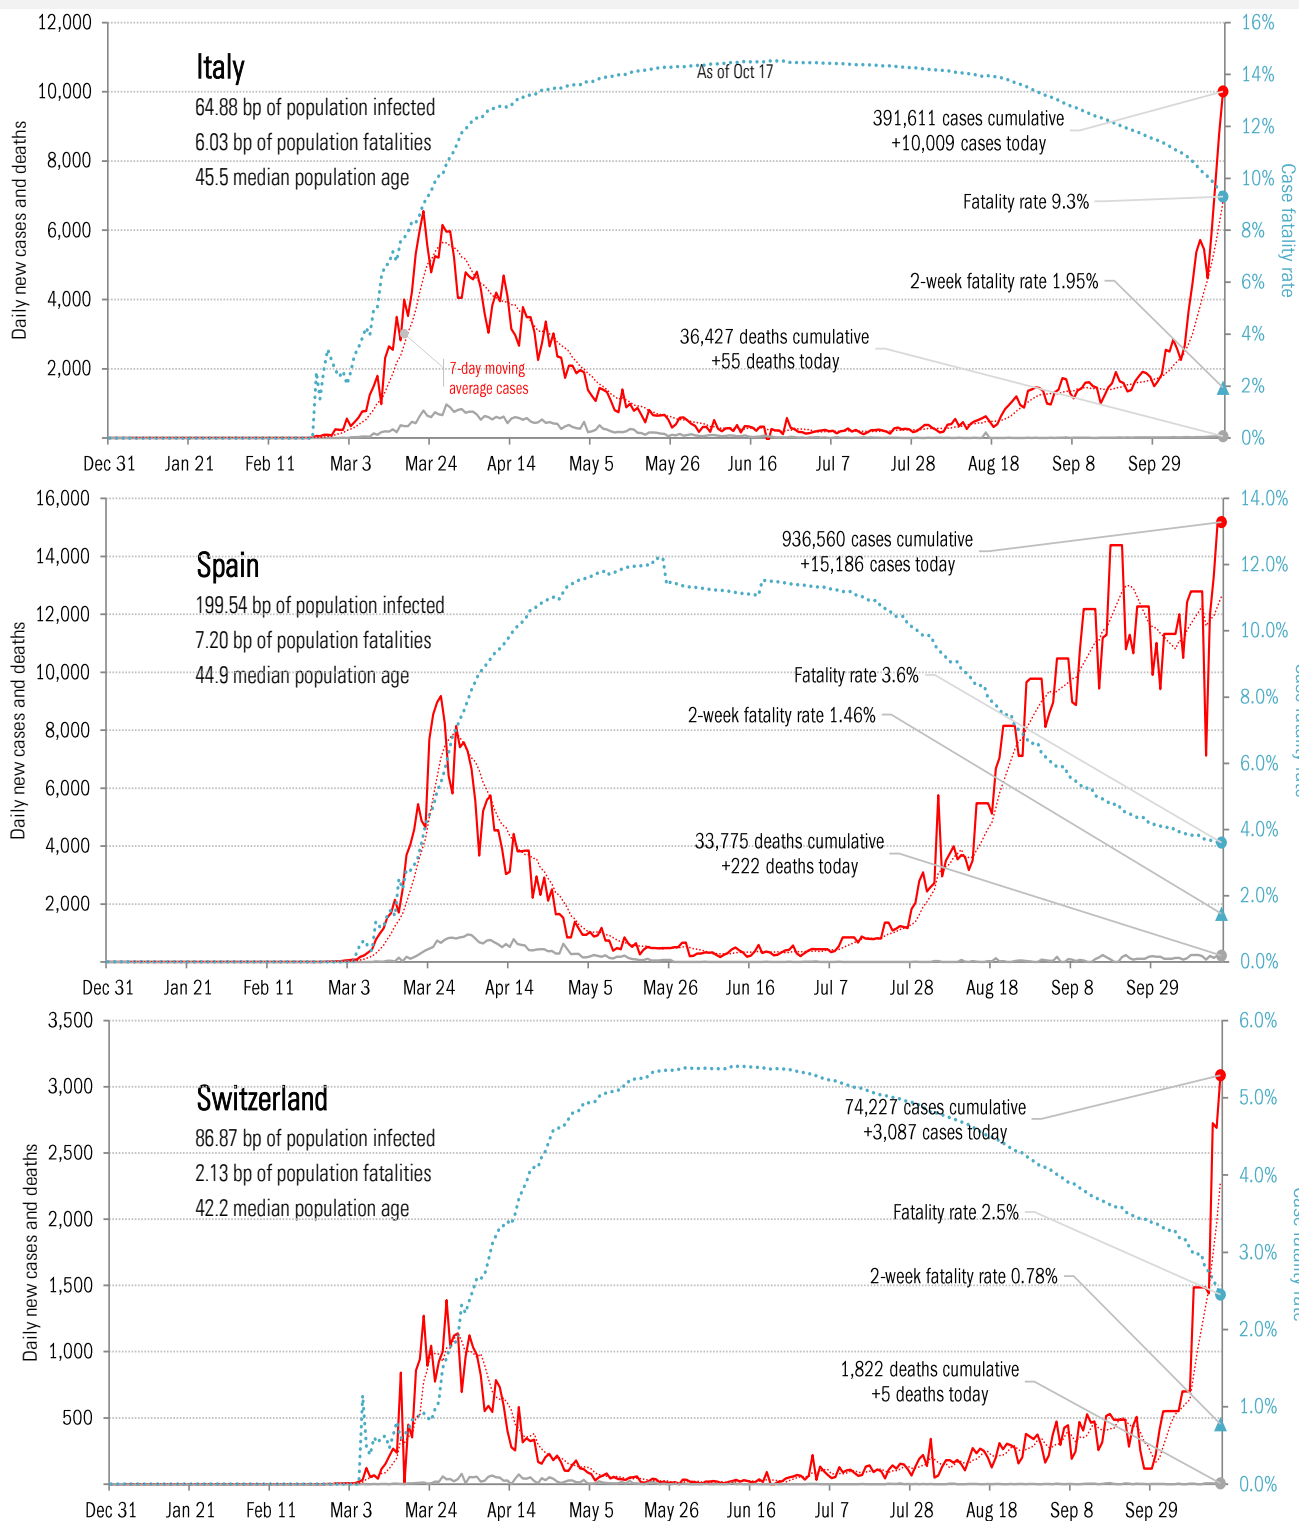 12,000
10,000
8,000
6,000
4,000
2,000
Daily new cases and deaths
16%
14%
12%
10%
8%
6%
4%
2%
0%
Case fatality rate
Italy
64.88 bp of population infected
6.03 bp of population fatalities
45.5 median population age
As of Oct 17
391,611 cases cumulative
+10,009 cases today
Fatality rate 9.3%
2-week fatality rate 1.95%
36,427 deaths cumulative
+55 deaths today
7-day moving
average cases
Dec 31 Jan 21 Feb 11 Mar 3 Mar 24 Apr 14 May 5 May 26 Jun 16 Jul 7 Jul 28 Aug 18 Sep 8 Sep 29
16,000
14,000
12,000
10,000
8,000
6,000
4,000
2,000
Daily new cases and deaths
14.0%
12.0%
10.0%
8.0%
6.0%
4.0%
2.0%
0.0%
Spain
199.54 bp of population infected
7.20 bp of population fatalities
44.9 median population age
936,560 cases cumulative
+15,186 cases today
Fatality rate 3.6%
2-week fatality rate 1.46%
33,775 deaths cumulative
+222 deaths today
Dec 31 Jan 21 Feb 11 Mar 3 Mar 24 Apr 14 May 5 May 26 Jun 16 Jul 7 Jul 28 Aug 18 Sep 8 Sep 29
3,500
3,000
2,500
2,000
1,500
1,000
500
Daily new cases and deaths
6.0%
5.0%
4.0%
3.0%
2.0%
1.0%
0.0%
Switzerland
86.87 bp of population infected
2.13 bp of population fatalities
42.2 median population age
74,227 cases cumulative
+3,087 cases today
Fatality rate 2.5%
2-week fatality rate 0.78%
1,822 deaths cumulative
+5 deaths today
Dec 31 Jan 21 Feb 11 Mar 3 Mar 24 Apr 14 May 5 May 26 Jun 16 Jul 7 Jul 28 Aug 18 Sep 8 Sep 29